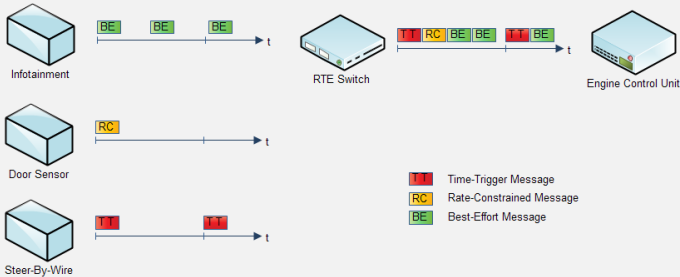 BE BE BE
t
Infotainment
RTE Switch
TT RC BE BE TT BE
t
Engine Control Unit
RC
t
Door Sensor
TT TT
t
Steer-By-Wire
TT Time-Trigger Message
RC Rate-Constrained Message
BE Best-Effort Message